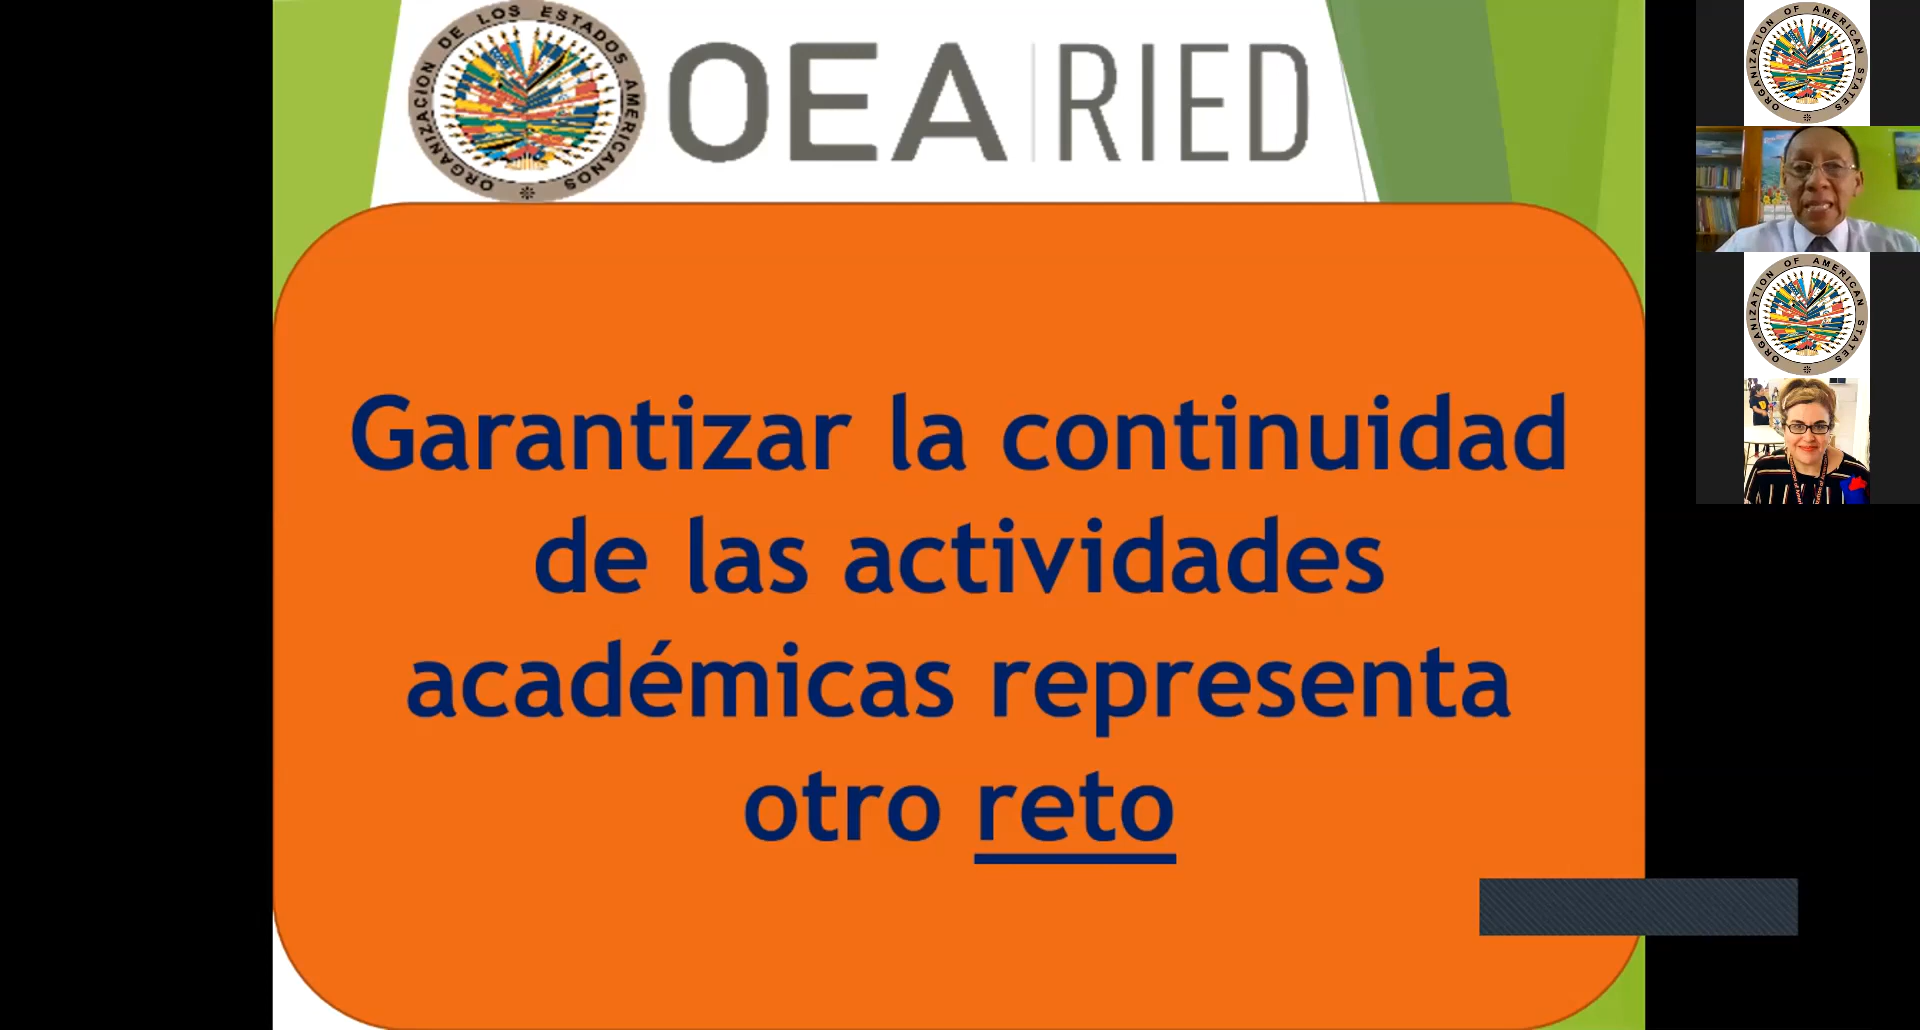 ORGANIZACION DE LOS ESTADOS AMERICANOS
OEA RIED
Garantizar la continuidad
de las actividades
académicas representa
otro reto
ORGANIZATION OF AMERICAN STATES
ORGANIZATION OF AMERICAN STATES